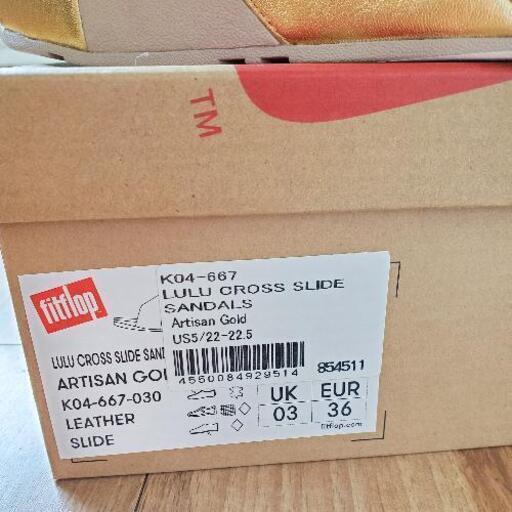 TM
fitflop
K04-667
LULU CROSS SLIDE
SANDALS
Artisan Gold
US5/22-22.5
4550084929514
854511
LULU CROSS SLIDE SAN
ARTISAN GOL
K04-667-030
LEATHER
SLIDE
UK
03
EUR
36
fitflop.com